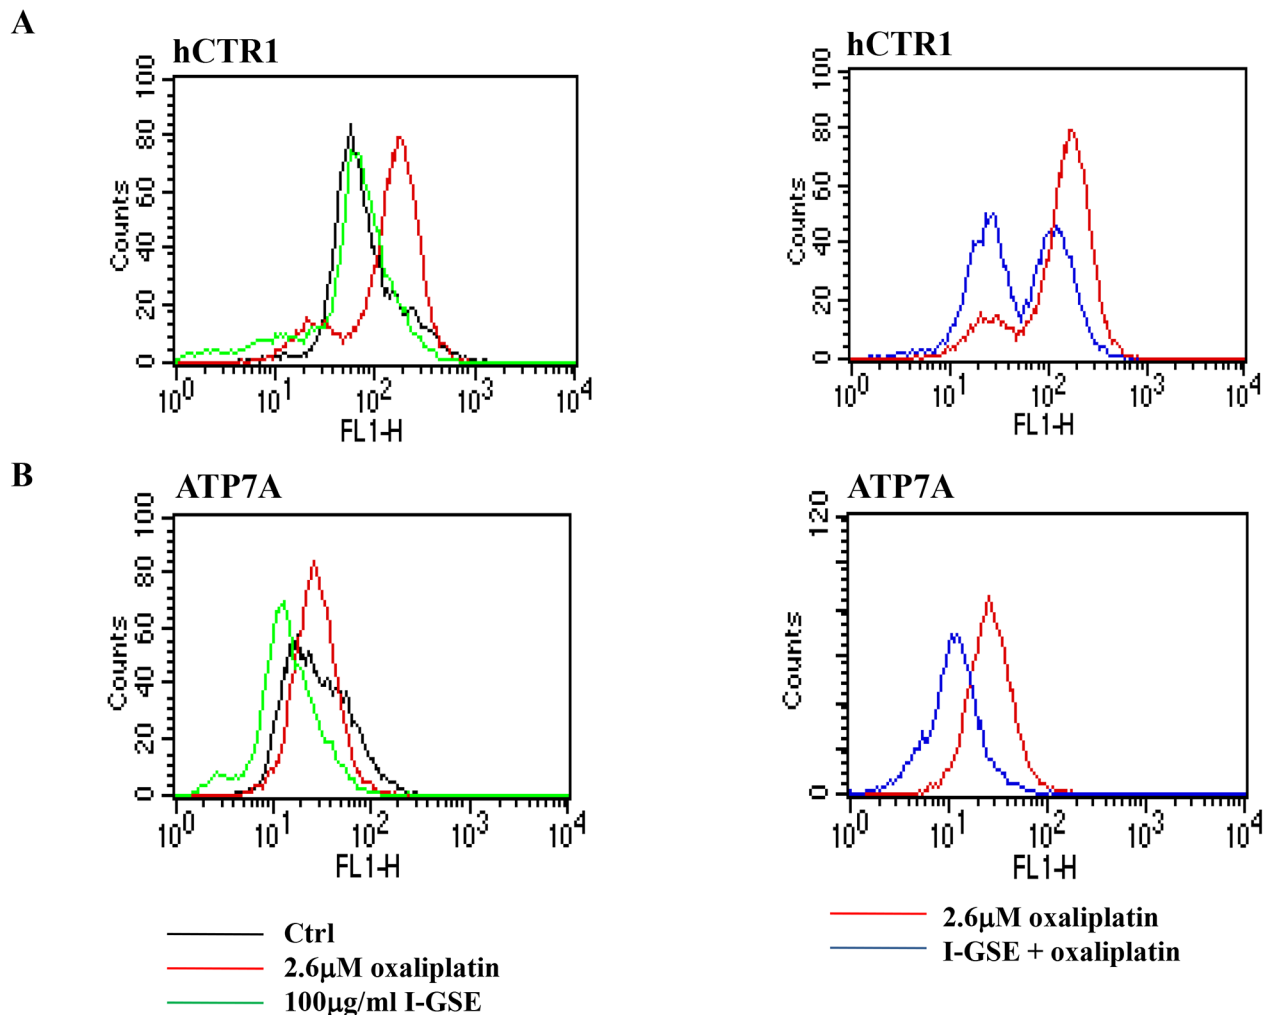 A
hCTR1
100
80
60
40
20
0
Counts
10^0 10^1 10^2 10^3 10^4
FL1-H
hCTR1
100
80
60
40
20
0
Counts
10^0 10^1 10^2 10^3 10^4
FL1-H
B
ATP7A
100
80
60
40
20
0
Counts
10^0 10^1 10^2 10^3 10^4
FL1-H
ATP7A
120
0
Counts
10^0 10^1 10^2 10^3 10^4
FL1-H
Ctrl
2.6µM oxaliplatin
100µg/ml I-GSE
2.6µM oxaliplatin
I-GSE + oxaliplatin